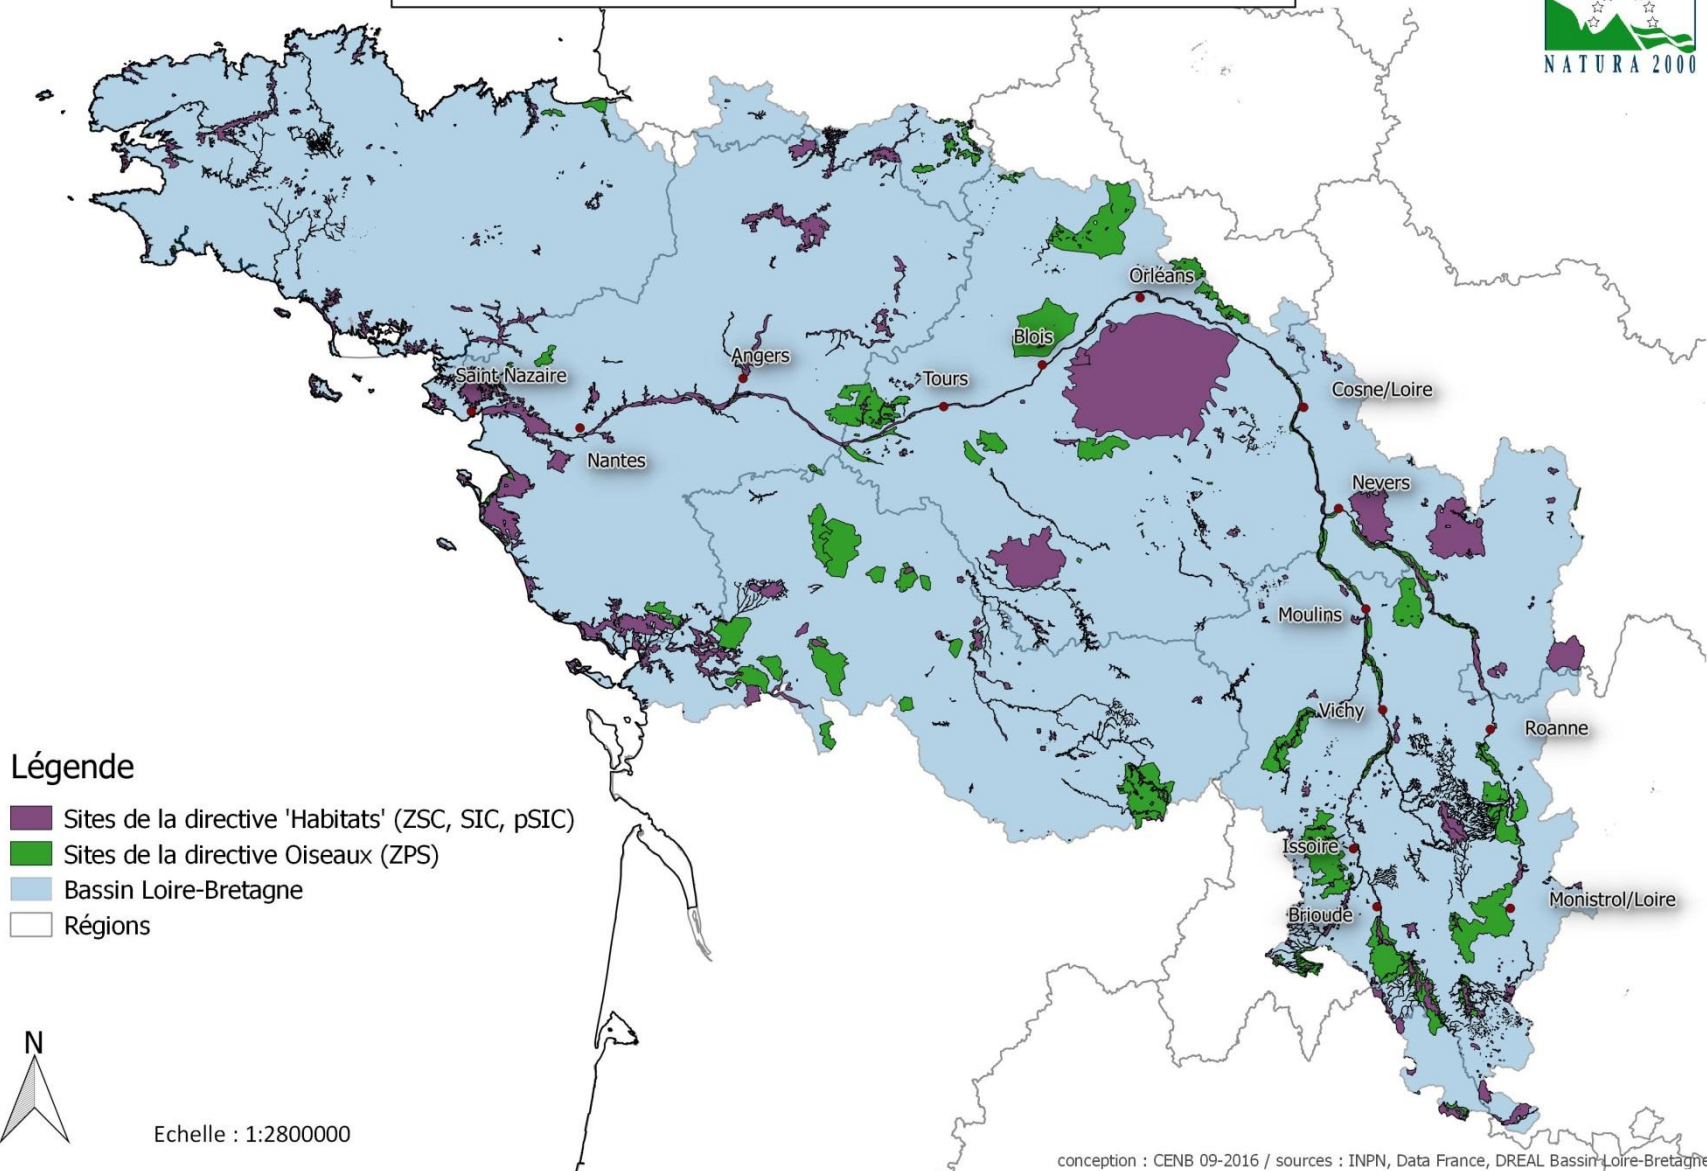 NATURA 2000
Orléans
Blois
Angers
Tours
Saint Nazaire
Cosne/Loire
Nantes
Nevers
Moulins
Vichy
Roanne
Issoire
Monistrol/Loire
Brioude
Légende
Sites de la directive 'Habitats' (ZSC, SIC, pSIC)
Sites de la directive Oiseaux (ZPS)
Bassin Loire-Bretagne
Régions
N
Echelle : 1:2800000
conception : CENB 09-2016 / sources : INPN, Data France, DREAL Bassin Loire-Bretagne